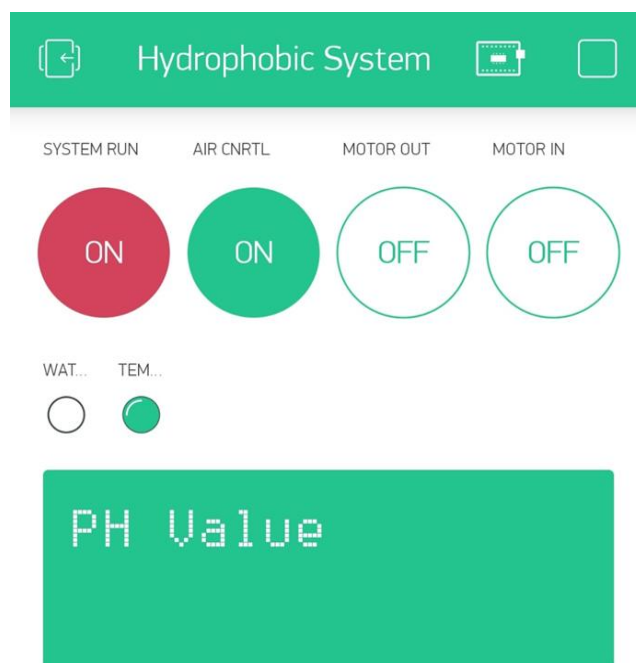 Hydrophobic System
SYSTEM RUN AIR CNRTL MOTOR OUT MOTOR IN
ON ON OFF OFF
WAT... TEM...
PH Value